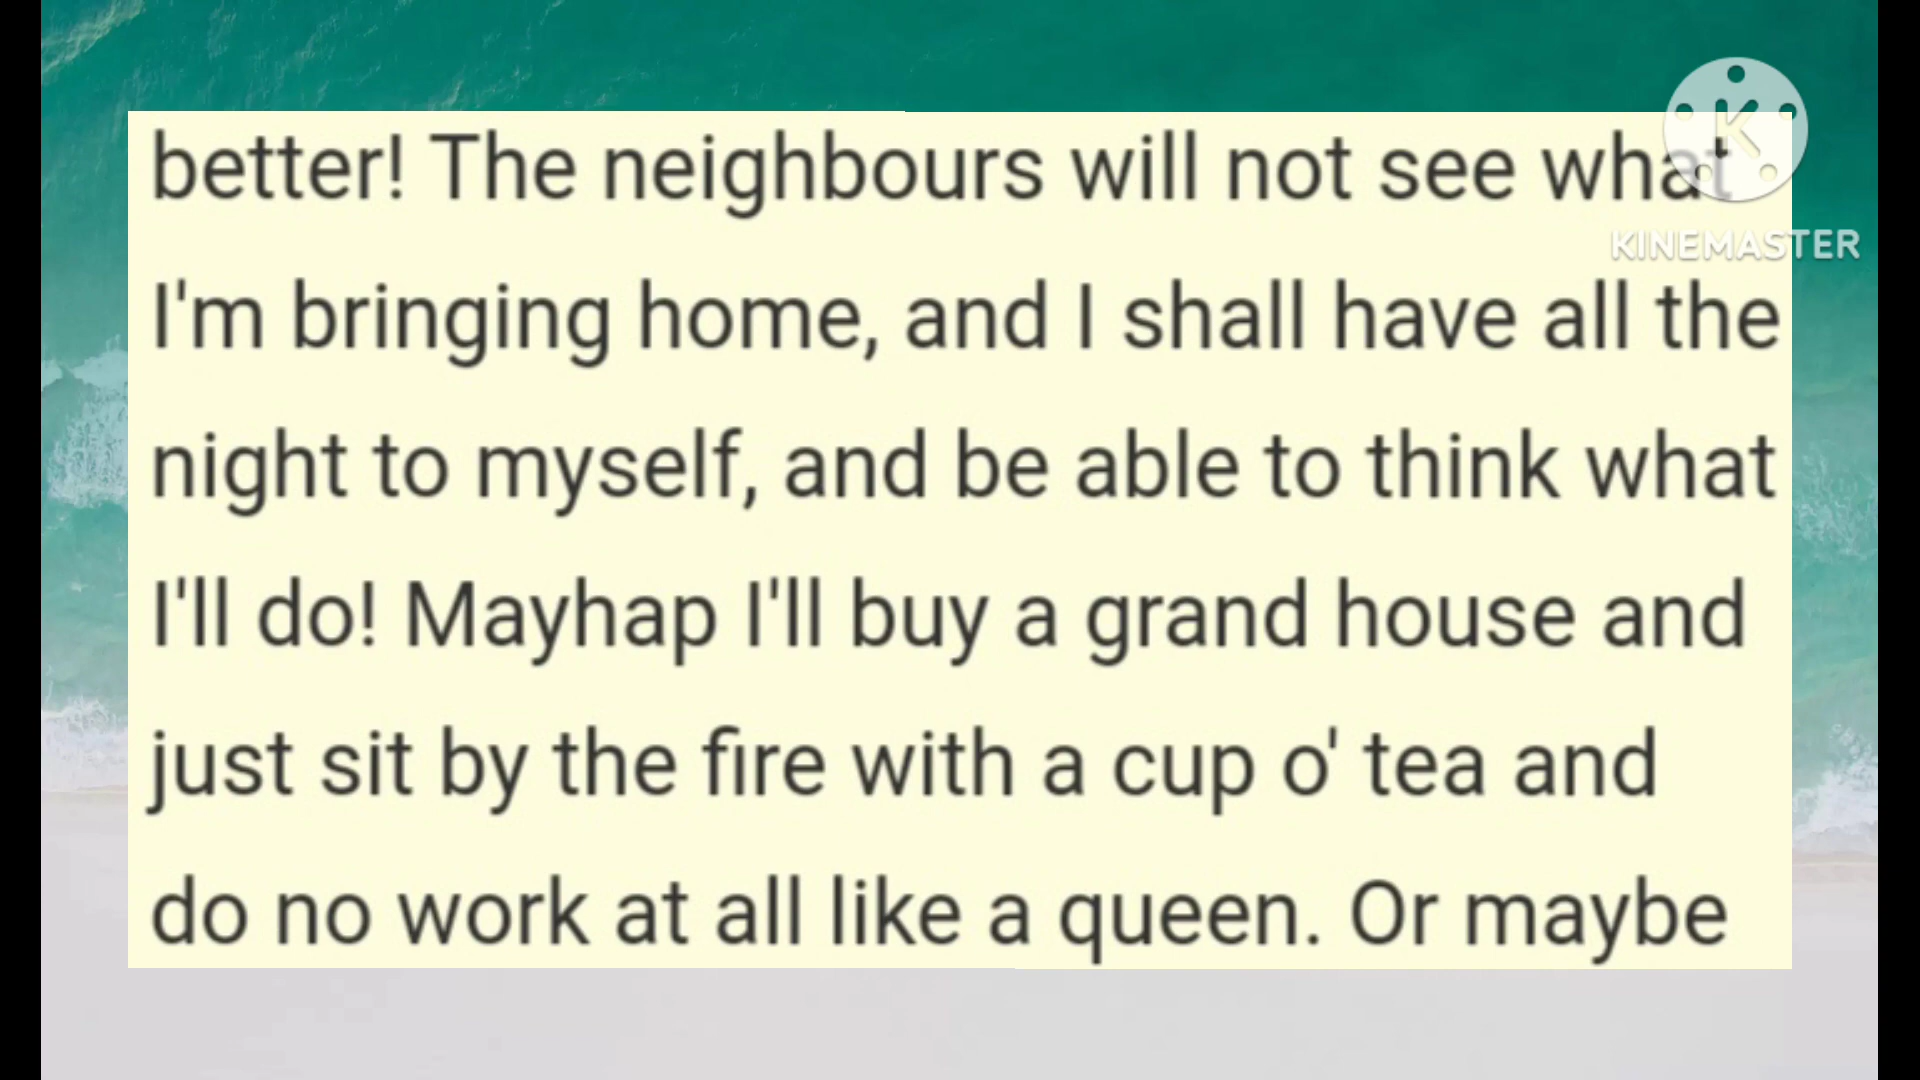 better! The neighbours will not see what
KINEMASTER
I'm bringing home, and I shall have all the
night to myself, and be able to think what
I'll do! Mayhap I'll buy a grand house and
just sit by the fire with a cup o' tea and
do no work at all like a queen. Or maybe